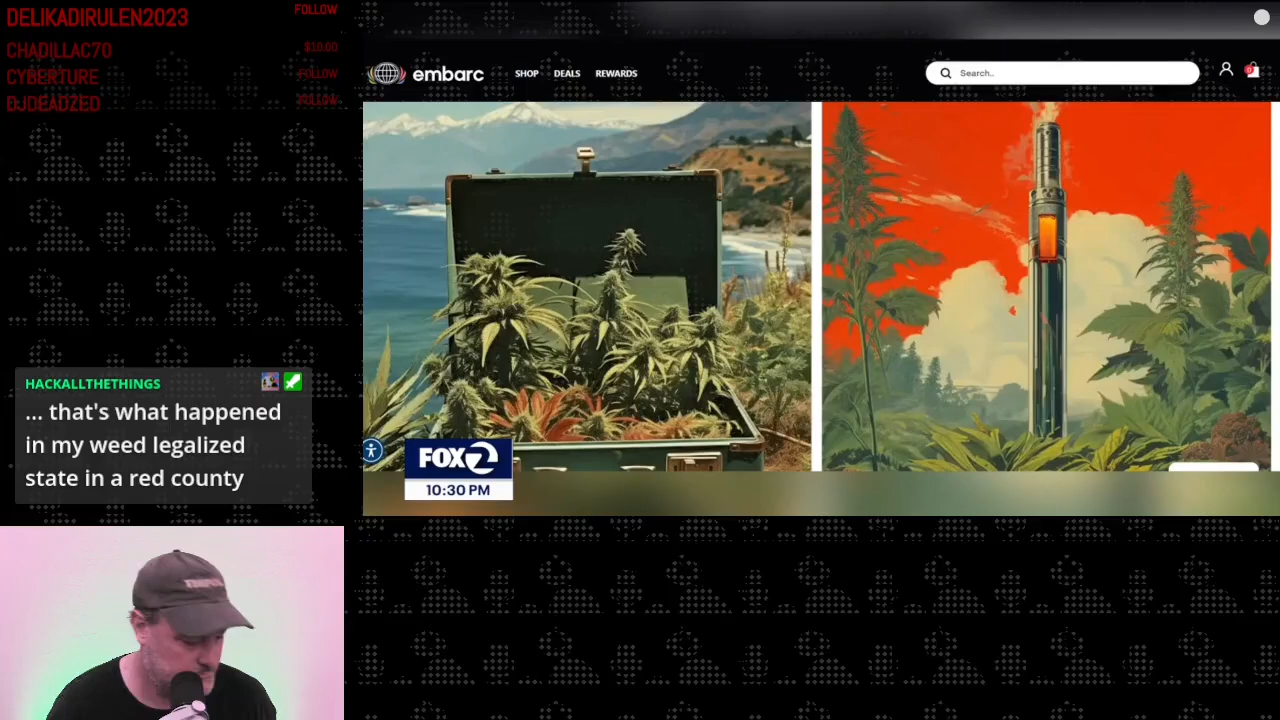 DELIKADIRULEN2023 FOLLOW
CHADILLAC70 $10.00
CYBERTURE FOLLOW
DJDEADZED FOLLOW
embarc SHOP DEALS REWARDS Search..
0
HACKALLTHETHINGS
... that's what happened
in my weed legalized
state in a red county
FOX 2
10:30 PM